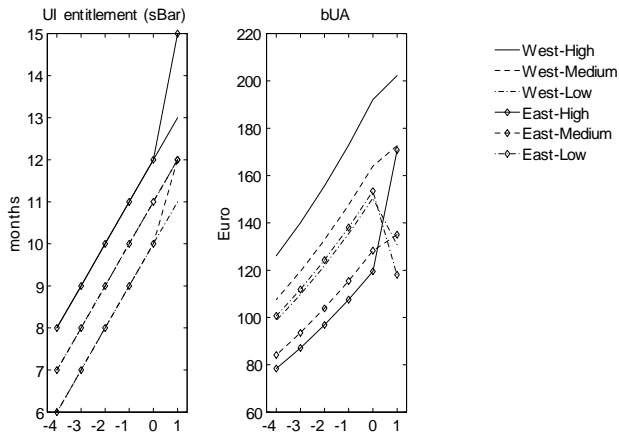 UI entitlement (sBar)
15
14
13
12
11
10
9
8
7
6
months
-4 -3 -2 -1 0 1
bUA
220
200
180
160
140
120
100
80
60
Euro
-4 -3 -2 -1 0 1
West-High
West-Medium
West-Low
East-High
East-Medium
East-Low